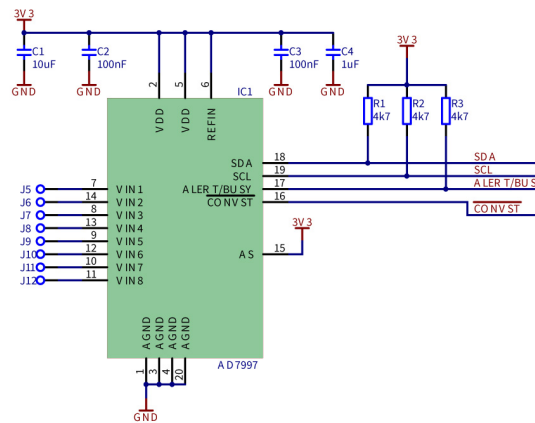 3V3
C1
10uF
C2
100nF
C3
100nF
C4
1uF
3V3
GND
GND
GND
GND
2
5
6
IC1
VDD
VDD
REFIN
R1
4k7
R2
4k7
R3
4k7
SDA
18
SDA
SCL
19
SCL
ALERT/BUSY
17
ALERT/BUS
CONVST
16
CONVST
J5
7
VIN1
J6
14
VIN2
J7
8
VIN3
J8
13
VIN4
J9
9
VIN5
J10
12
VIN6
J11
10
VIN7
J12
11
VIN8
3V3
AS
15
AGND
AGND
AGND
AGND
1
3
4
20
AD7997
GND